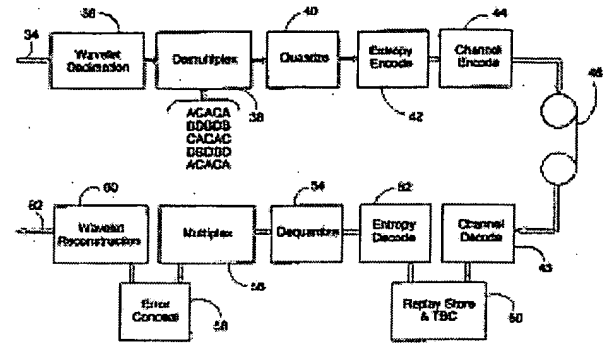 34
36
Wavelet
Decimation
Demultiplex
38
40
Quantize
Entropy
Encode
42
44
Channel
Encode
46
ACACA
BDBDB
CACAC
DBDBD
ACACA
62
60
Wavelet
Reconstruction
Multiplex
56
54
Dequantize
52
Entropy
Decode
Channel
Decode
48
Error
Conceal
58
Replay Store
& TBC
50